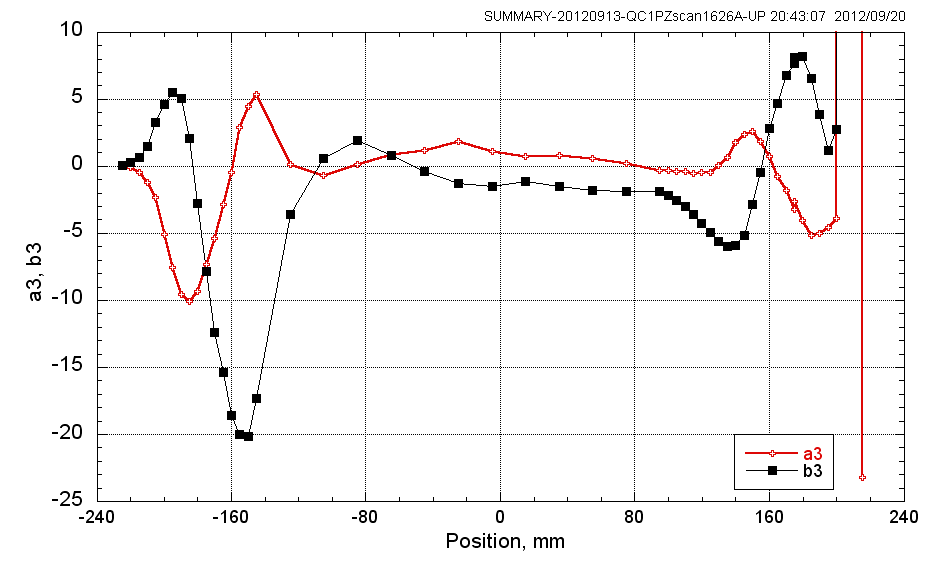 SUMMARY-20120913-QC1PZscan1626A-UP 20:43:07 2012/09/20
10
5
0
-5
-10
-15
-20
-25
a3, b3
a3
b3
-240 -160 -80 0 80 160 240
Position, mm